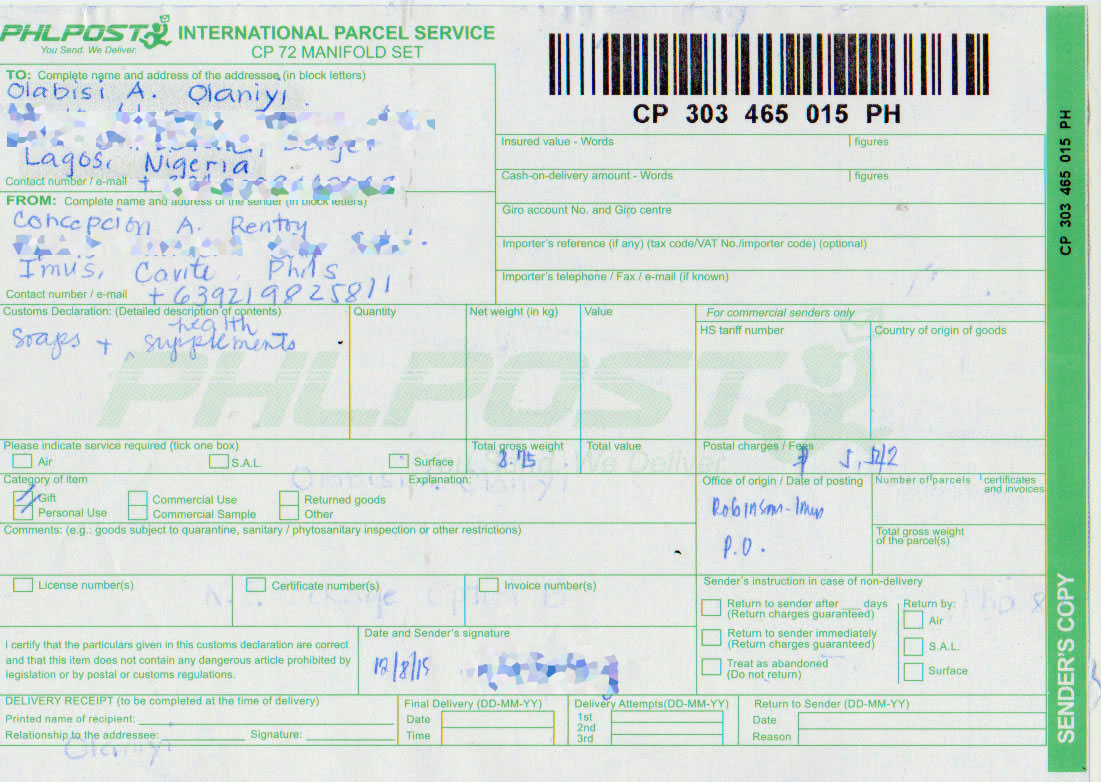 PHLPOST
You Send. We Deliver.
INTERNATIONAL PARCEL SERVICE
CP 72 MANIFOLD SET
CP 303 465 015 PH
TO: Complete name and address of the addressee, (in block letters)
Olabisi A. Olaniyi
Lagos, Nigeria
Contact number / e-mail +
FROM: Complete name and address of the sender (in block letters)
Concepcion A. Rentoy
Imus, Cavite, Phils
Contact number / e-mail +639219825811
Insured value - Words figures
Cash-on-delivery amount - Words figures
Giro account No. and Giro centre
Importer's reference (if any) (tax code/VAT No./importer code) (optional)
Importer's telephone / Fax / e-mail (if known)
Customs Declaration: (Detailed description of contents)
health
Soaps + supplements
Quantity
Net weight (in kg)
Value
For commercial senders only
HS tariff number
Country of origin of goods
PHLPOST
You Send. We Deliver
Please indicate service required (tick one box)
Air
S.A.L.
Surface
Total gross weight
8.75
Total value
Postal charges / Fees
Category of item
Explanation:
Gift
Personal Use
Commercial Use
Commercial Sample
Returned goods
Other
Olabisi A. Olaniyi
Office of origin / Date of posting
Robinsons-Imus
P.O.
Number of parcels
certificates
and invoices
Total gross weight
of the parcel(s)
Comments: (e.g.: goods subject to quarantine, sanitary / phytosanitary inspection or other restrictions)
License number(s)
Certificate number(s)
Invoice number(s)
Sender's instruction in case of non-delivery
Return to sender after ___ days
(Return charges guaranteed)
Return to sender immediately
(Return charges guaranteed)
Treat as abandoned
(Do not return)
Return by:
Air
S.A.L.
Surface
I certify that the particulars given in this customs declaration are correct
and that this item does not contain any dangerous article prohibited by
legislation or by postal or customs regulations.
Date and Sender's signature
12/8/15
DELIVERY RECEIPT (to be completed at the time of delivery)
Printed name of recipient:
Relationship to the addressee: Signature:
Olaniyi
Final Delivery (DD-MM-YY)
Date
Time
Delivery Attempts(DD-MM-YY)
1st
2nd
3rd
Return to Sender (DD-MM-YY)
Date
Reason
CP 303 465 015 PH
SENDER'S COPY